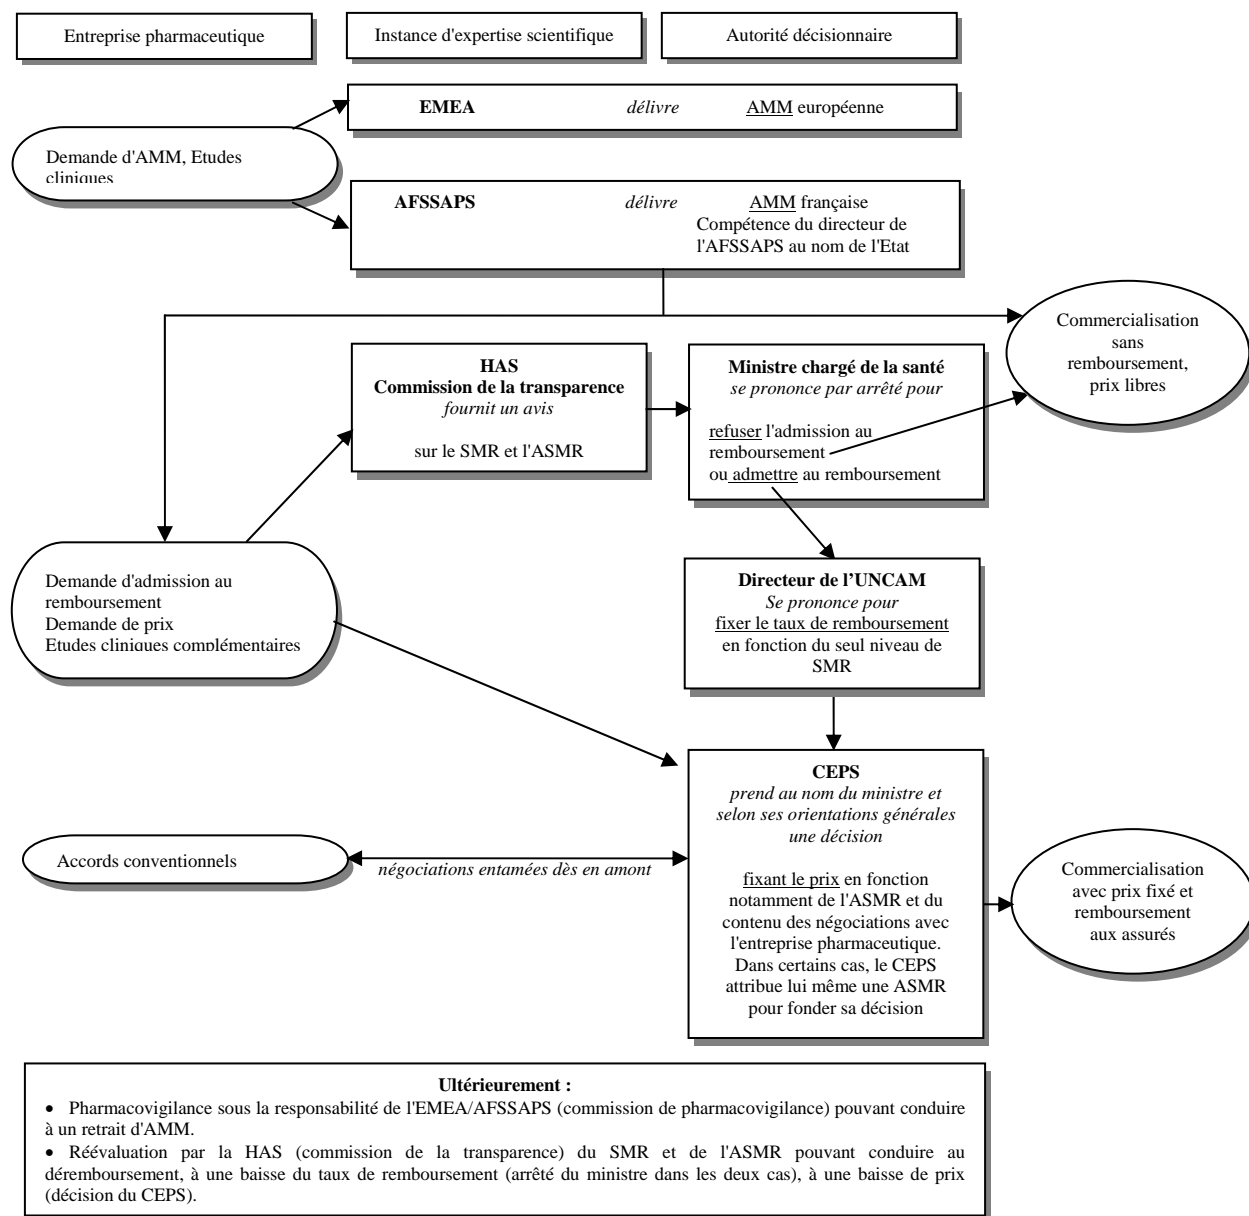 Entreprise pharmaceutique
Instance d'expertise scientifique
Autorité décisionnaire
EMEA délivre AMM européenne
Demande d'AMM, Etudes
cliniques
AFSSAPS délivre AMM française
Compétence du directeur de
l'AFSSAPS au nom de l'Etat
Commercialisation
sans
remboursement,
prix libres
HAS
Commission de la transparence
fournit un avis
sur le SMR et l'ASMR
Ministre chargé de la santé
se prononce par arrêté pour
refuser l'admission au
remboursement
ou admettre au remboursement
Demande d'admission au
remboursement
Demande de prix
Etudes cliniques complémentaires
Directeur de l’UNCAM
Se prononce pour
fixer le taux de remboursement
en fonction du seul niveau de
SMR
CEPS
prend au nom du ministre et
selon ses orientations générales
une décision
fixant le prix en fonction
notamment de l'ASMR et du
contenu des négociations avec
l'entreprise pharmaceutique.
Dans certains cas, le CEPS
attribue lui même une ASMR
pour fonder sa décision
Accords conventionnels
négociations entamées dès en amont
Commercialisation
avec prix fixé et
remboursement
aux assurés
Ultérieurement :
• Pharmacovigilance sous la responsabilité de l'EMEA/AFSSAPS (commission de pharmacovigilance) pouvant conduire
à un retrait d'AMM.
• Réévaluation par la HAS (commission de la transparence) du SMR et de l'ASMR pouvant conduire au
déremboursement, à une baisse du taux de remboursement (arrêté du ministre dans les deux cas), à une baisse de prix
(décision du CEPS).